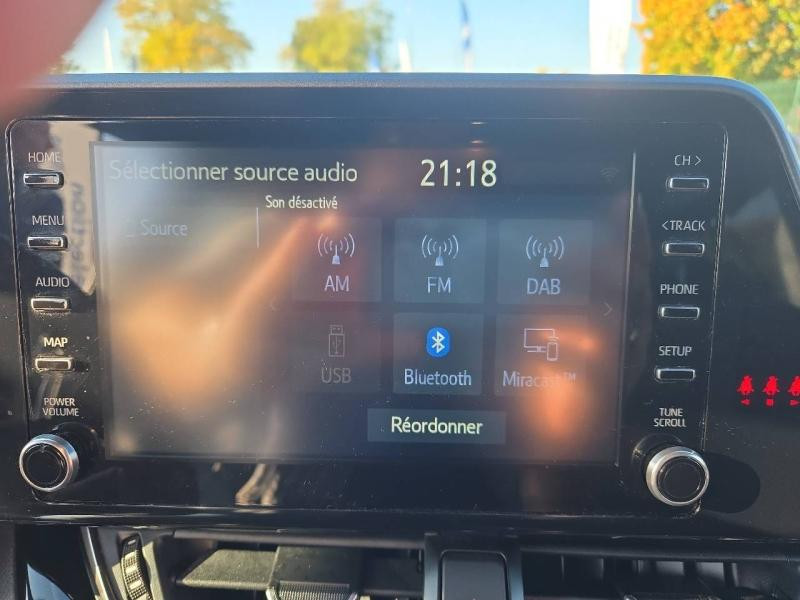 HOME
MENU
AUDIO
MAP
POWER
VOLUME
Sélectionner source audio
21:18
Son désactivé
Source
AM
FM
DAB
USB
Bluetooth
Miracast™
Réordonner
CH >
< TRACK
PHONE
SETUP
TUNE
SCROLL